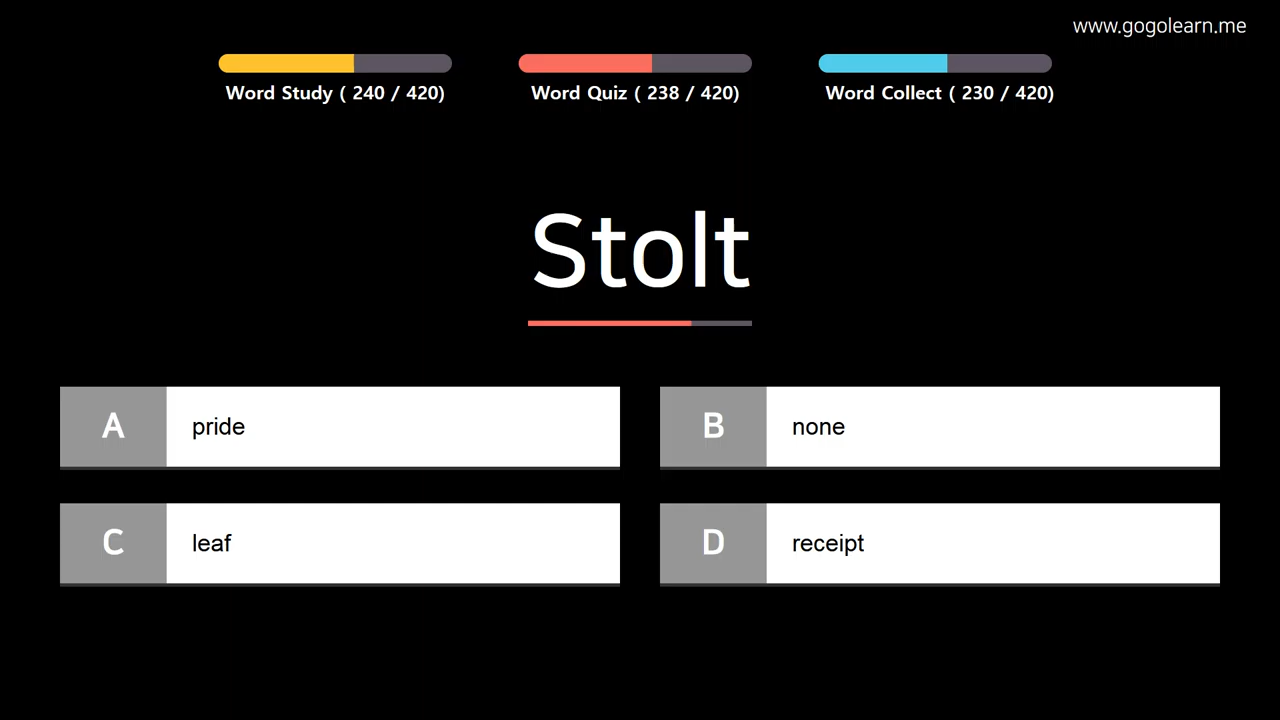 www.gogolearn.me
Word Study ( 240 / 420)
Word Quiz ( 238 / 420)
Word Collect ( 230 / 420)
Stolt
A
pride
B
none
C
leaf
D
receipt